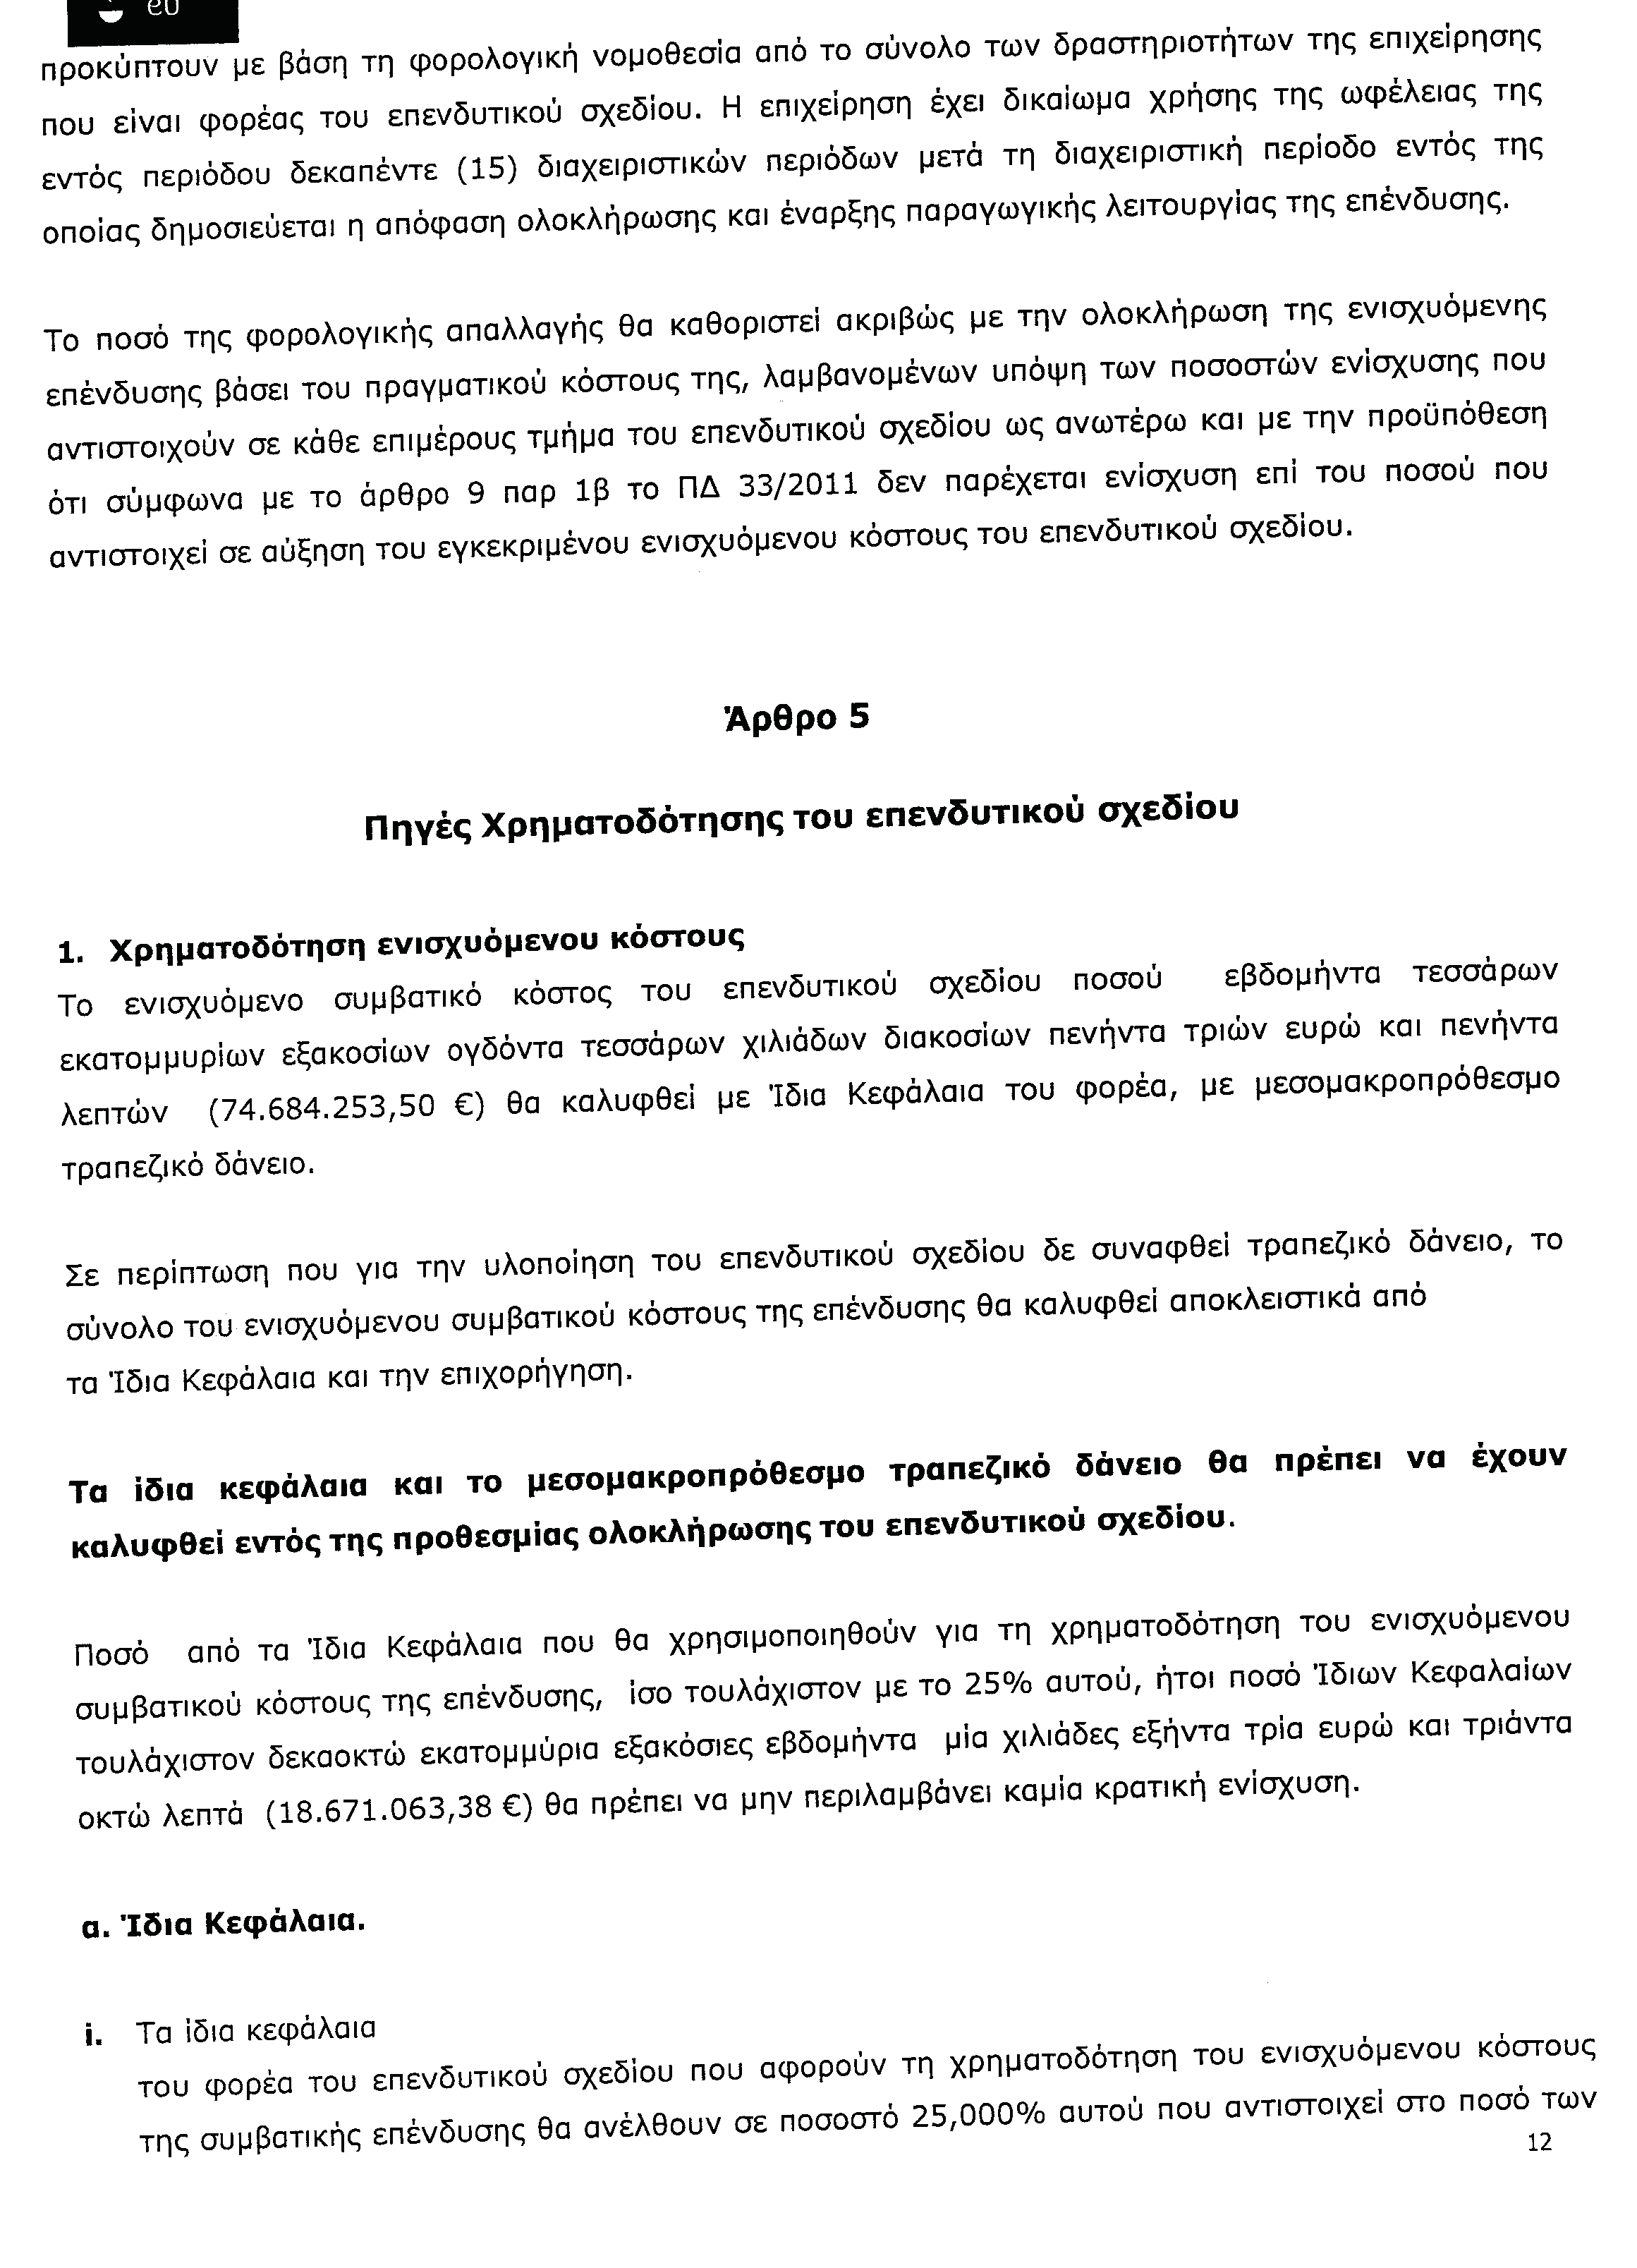 eu
προκύπτουν με βάση τη φορολογική νομοθεσία από το σύνολο των δραστηριοτήτων της επιχείρησης
που είναι φορέας του επενδυτικού σχεδίου. Η επιχείρηση έχει δικαίωμα χρήσης της ωφέλειας της
εντός περιόδου δεκαπέντε (15) διαχειριστικών περιόδων μετά τη διαχειριστική περίοδο εντός της
οποίας δημοσιεύεται η απόφαση ολοκλήρωσης και έναρξης παραγωγικής λειτουργίας της επένδυσης.
Το ποσό της φορολογικής απαλλαγής θα καθοριστεί ακριβώς με την ολοκλήρωση της ενισχυόμενης
επένδυσης βάσει του πραγματικού κόστους της, λαμβανομένων υπόψη των ποσοστών ενίσχυσης που
αντιστοιχούν σε κάθε επιμέρους τμήμα του επενδυτικού σχεδίου ως ανωτέρω και με την προϋπόθεση
ότι σύμφωνα με το άρθρο 9 παρ 1β το ΠΔ 33/2011 δεν παρέχεται ενίσχυση επί του ποσού που
αντιστοιχεί σε αύξηση του εγκεκριμένου ενισχυόμενου κόστους του επενδυτικού σχεδίου.
Άρθρο 5
Πηγές Χρηματοδότησης του επενδυτικού σχεδίου
1. Χρηματοδότηση ενισχυόμενου κόστους
Το ενισχυόμενο συμβατικό κόστος του επενδυτικού σχεδίου ποσού εβδομήντα τεσσάρων
εκατομμυρίων εξακοσίων ογδόντα τεσσάρων χιλιάδων διακοσίων πενήντα τριών ευρώ και πενήντα
λεπτών (74.684.253,50 €) θα καλυφθεί με Ίδια Κεφάλαια του φορέα, με μεσομακροπρόθεσμο
τραπεζικό δάνειο.
Σε περίπτωση που για την υλοποίηση του επενδυτικού σχεδίου δε συναφθεί τραπεζικό δάνειο, το
σύνολο του ενισχυόμενου συμβατικού κόστους της επένδυσης θα καλυφθεί αποκλειστικά από
τα Ίδια Κεφάλαια και την επιχορήγηση.
Τα ίδια κεφάλαια και το μεσομακροπρόθεσμο τραπεζικό δάνειο θα πρέπει να έχουν
καλυφθεί εντός της προθεσμίας ολοκλήρωσης του επενδυτικού σχεδίου.
Ποσό από τα Ίδια Κεφάλαια που θα χρησιμοποιηθούν για τη χρηματοδότηση του ενισχυόμενου
συμβατικού κόστους της επένδυσης, ίσο τουλάχιστον με το 25% αυτού, ήτοι ποσό Ίδιων Κεφαλαίων
τουλάχιστον δεκαοκτώ εκατομμύρια εξακόσιες εβδομήντα μία χιλιάδες εξήντα τρία ευρώ και τριάντα
οκτώ λεπτά (18.671.063,38 €) θα πρέπει να μην περιλαμβάνει καμία κρατική ενίσχυση.
α. Ίδια Κεφάλαια.
i. Τα ίδια κεφάλαια
του φορέα του επενδυτικού σχεδίου που αφορούν τη χρηματοδότηση του ενισχυόμενου κόστους
της συμβατικής επένδυσης θα ανέλθουν σε ποσοστό 25,000% αυτού που αντιστοιχεί στο ποσό των
12